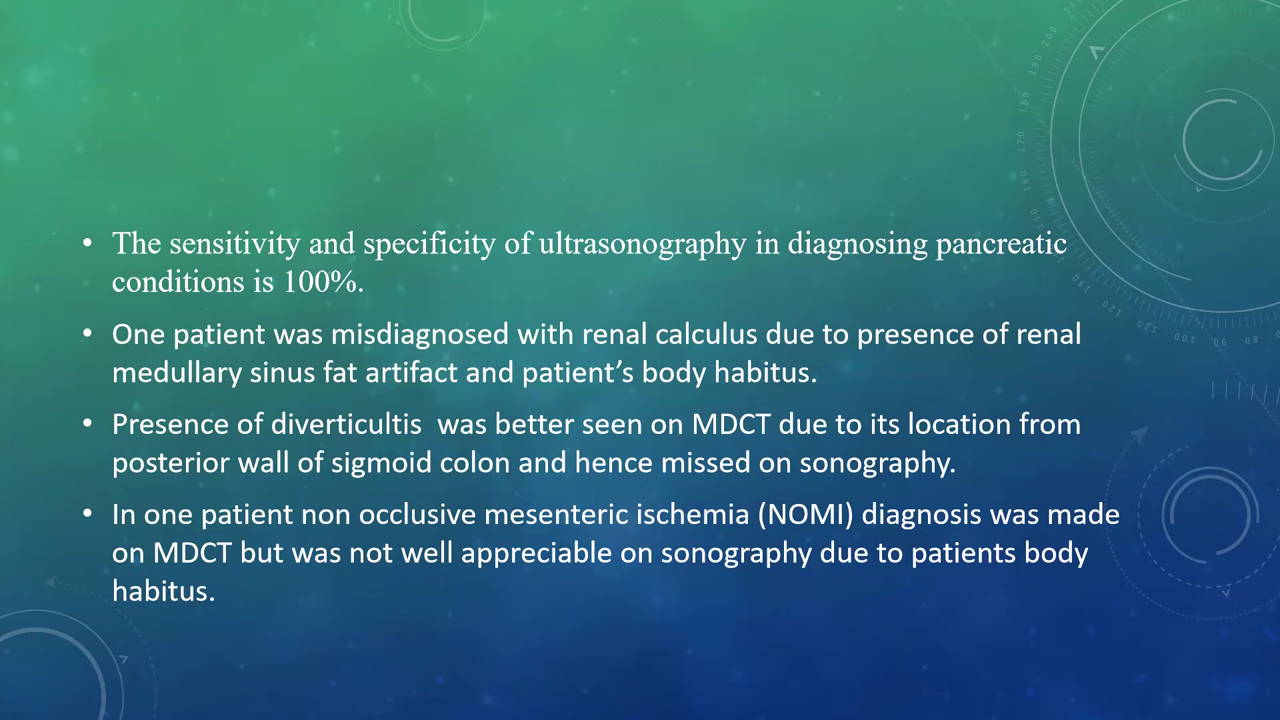 • The sensitivity and specificity of ultrasonography in diagnosing pancreatic
conditions is 100%.
• One patient was misdiagnosed with renal calculus due to presence of renal
medullary sinus fat artifact and patient’s body habitus.
• Presence of diverticultis  was better seen on MDCT due to its location from
posterior wall of sigmoid colon and hence missed on sonography.
• In one patient non occlusive mesenteric ischemia (NOMI) diagnosis was made
on MDCT but was not well appreciable on sonography due to patients body
habitus.